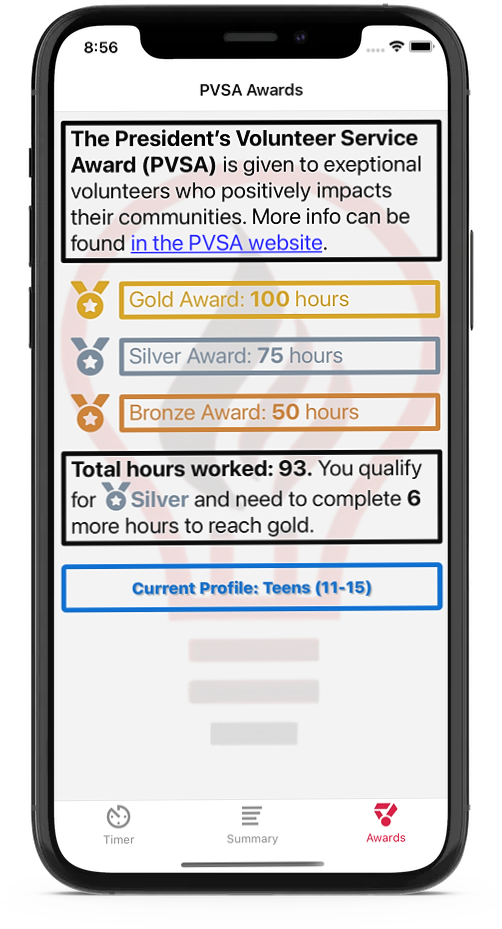 8:56
PVSA Awards
The President’s Volunteer Service
Award (PVSA) is given to exeptional
volunteers who positively impacts
their communities. More info can be
found in the PVSA website.
Gold Award: 100 hours
Silver Award: 75 hours
Bronze Award: 50 hours
Total hours worked: 93. You qualify
for Silver and need to complete 6
more hours to reach gold.
Current Profile: Teens (11-15)
Timer
Summary
Awards